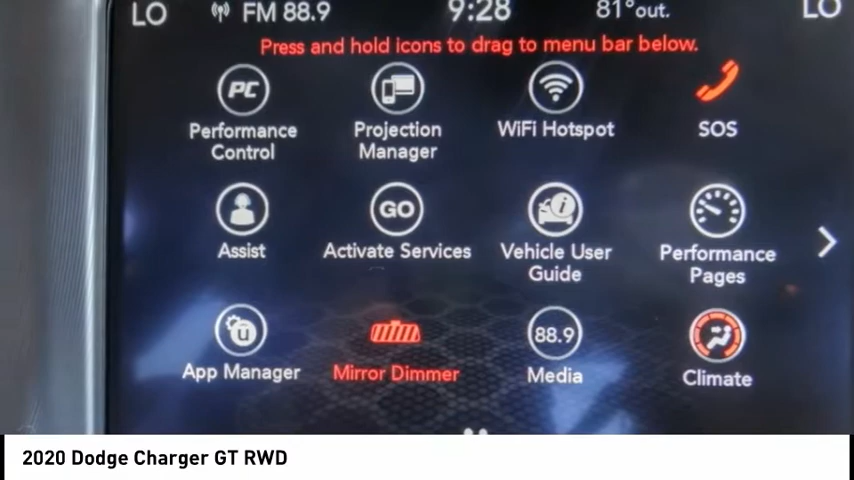 LO FM 88.9 9:28 81°out. LO
Press and hold icons to drag to menu bar below.
PC
Performance Control
Projection Manager
WiFi Hotspot
SOS
Assist
GO
Activate Services
i
Vehicle User Guide
Performance Pages
u
App Manager
Mirror Dimmer
88.9
Media
Climate
2020 Dodge Charger GT RWD